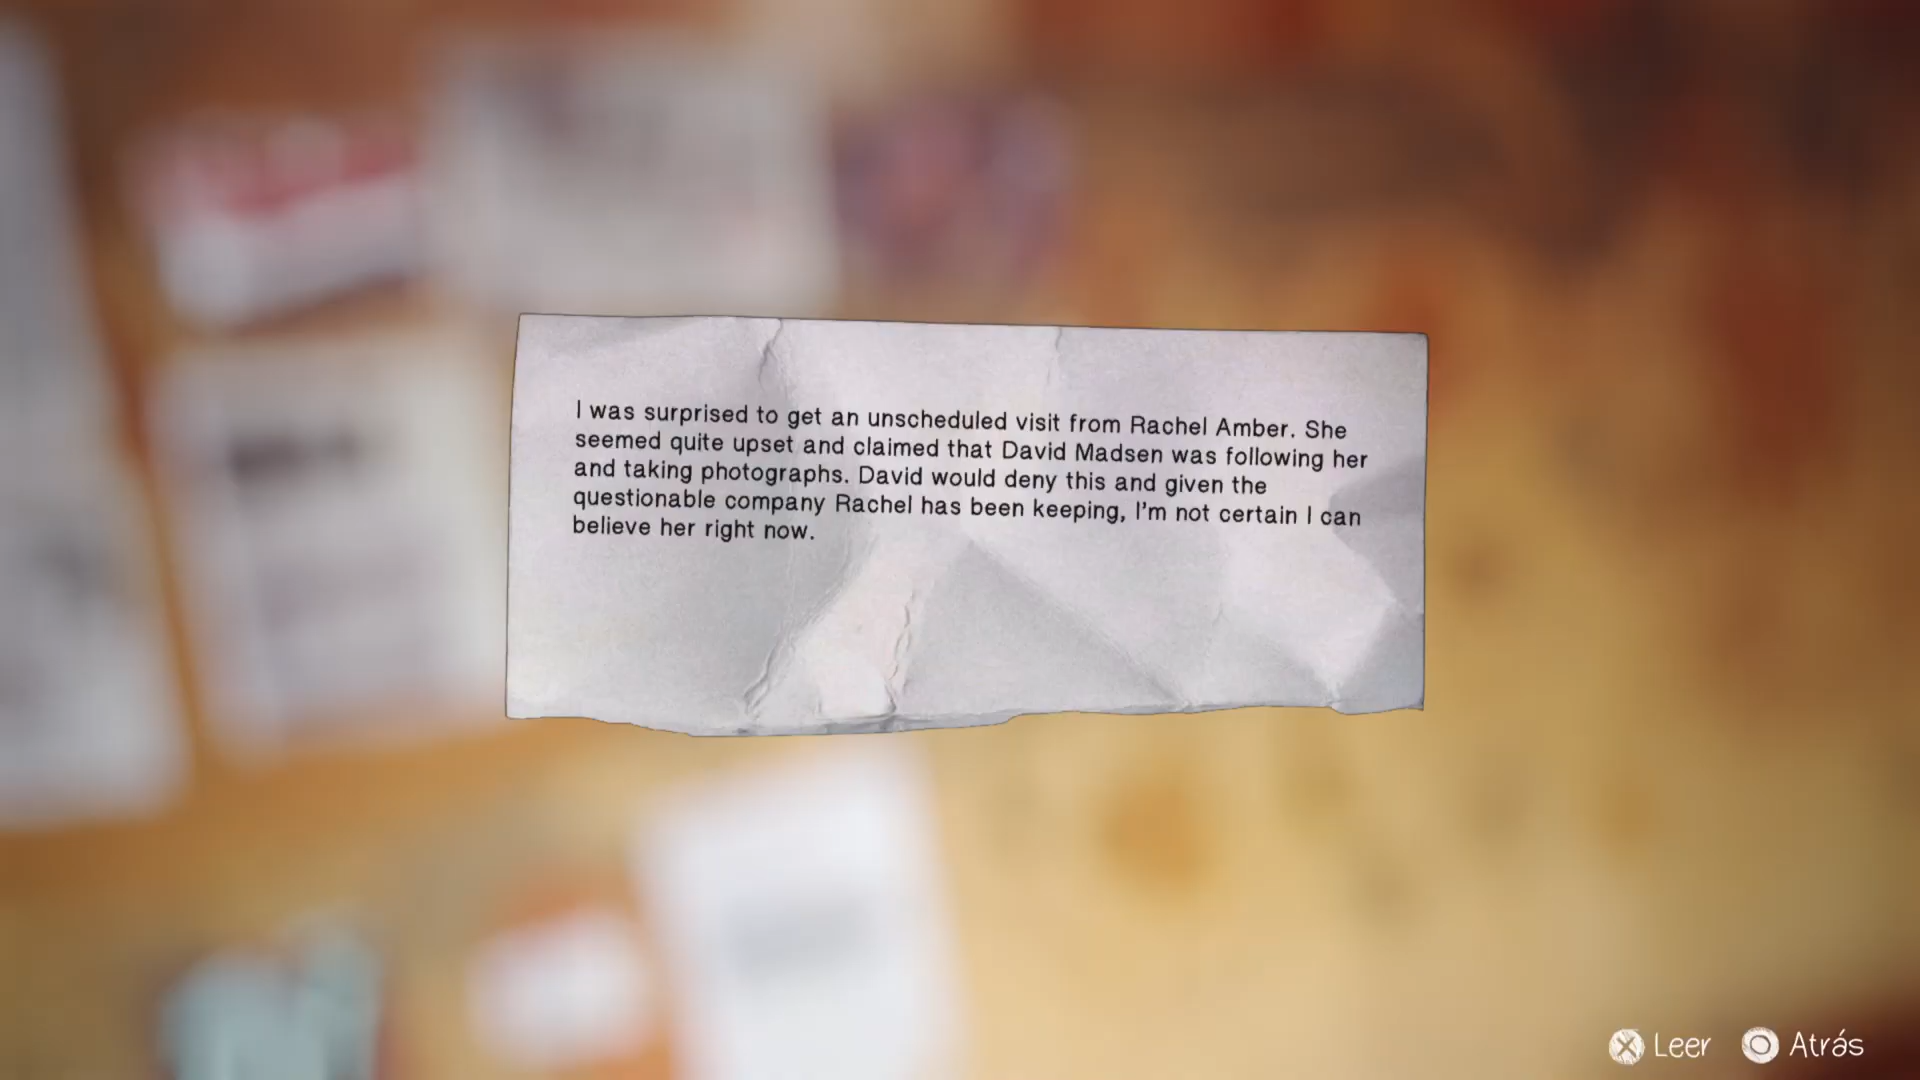 I was surprised to get an unscheduled visit from Rachel Amber. She
seemed quite upset and claimed that David Madsen was following her
and taking photographs. David would deny this and given the
questionable company Rachel has been keeping, I'm not certain I can
believe her right now.
Leer
Atrás